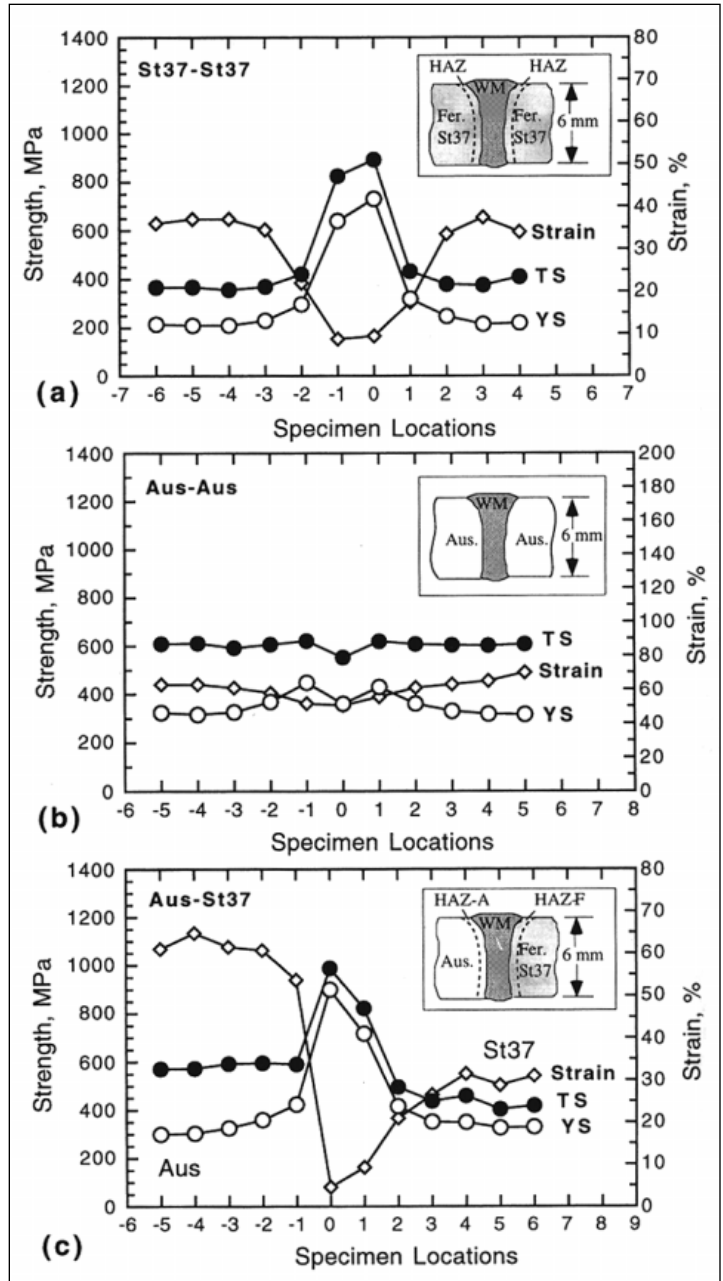 St37-St37
HAZ HAZ
WM
Fer. St37
Fer. St37
6 mm
1400
1200
1000
800
600
400
200
0
Strength, MPa
80
70
60
50
40
30
20
10
0
Strain, %
Strain
TS
YS
(a)
-7 -6 -5 -4 -3 -2 -1 0 1 2 3 4 5 6 7
Specimen Locations
Aus-Aus
WM
Aus. Aus.
6 mm
1400
1200
1000
800
600
400
200
0
Strength, MPa
200
180
160
140
120
100
80
60
40
20
0
Strain, %
TS
Strain
YS
(b)
-6 -5 -4 -3 -2 -1 0 1 2 3 4 5 6 7 8
Specimen Locations
Aus-St37
HAZ-A HAZ-F
WM
Aus.
Fer. St37
6 mm
1400
1200
1000
800
600
400
200
0
Strength, MPa
80
70
60
50
40
30
20
10
0
Strain, %
St37
Strain
TS
YS
Aus
(c)
-6 -5 -4 -3 -2 -1 0 1 2 3 4 5 6 7 8 9
Specimen Locations